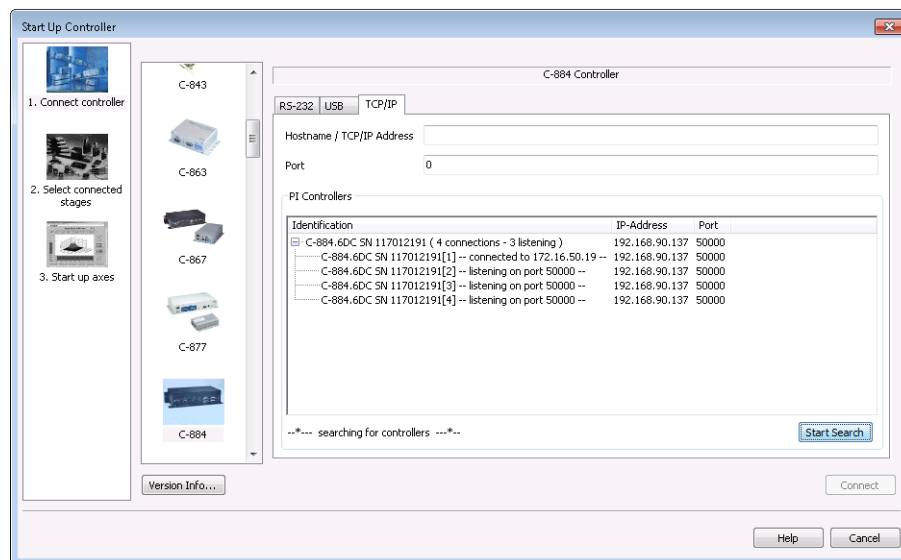 Start Up Controller
1. Connect controller
2. Select connected
stages
3. Start up axes
C-843
C-863
C-867
C-877
C-884
C-884 Controller
RS-232 USB TCP/IP
Hostname / TCP/IP Address
Port 0
PI Controllers
Identification IP-Address Port
C-884.6DC SN 117012191 ( 4 connections - 3 listening ) 192.168.90.137 50000
C-884.6DC SN 117012191[1] -- connected to 172.16.50.19 -- 192.168.90.137 50000
C-884.6DC SN 117012191[2] -- listening on port 50000 -- 192.168.90.137 50000
C-884.6DC SN 117012191[3] -- listening on port 50000 -- 192.168.90.137 50000
C-884.6DC SN 117012191[4] -- listening on port 50000 -- 192.168.90.137 50000
--*--- searching for controllers ---*-- Start Search
Version Info... Connect
Help Cancel